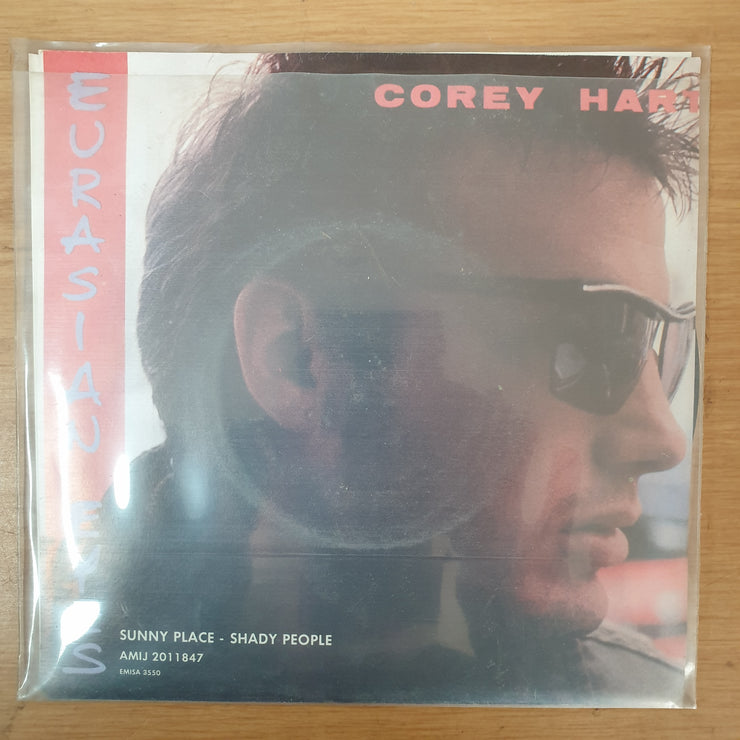 COREY HART
EURASIAN EYES
SUNNY PLACE - SHADY PEOPLE
AMIJ 2011847
EMISA 3550